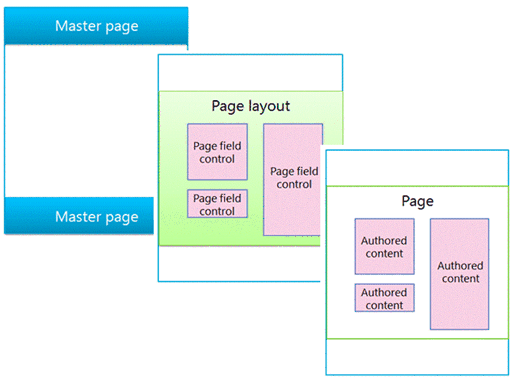 Master page
Master page
Page layout
Page field
control
Page field
control
Page field
control
Page
Authored
content
Authored
content
Authored
content